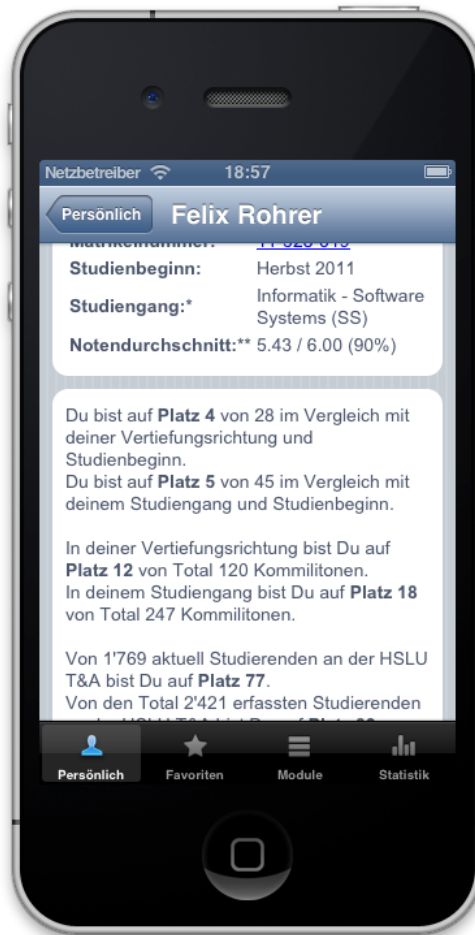 Netzbetreiber 18:57
Persönlich Felix Rohrer
Matrikelnummer:
Studienbeginn: Herbst 2011
Studiengang:* Informatik - Software
Systems (SS)
Notendurchschnitt:** 5.43 / 6.00 (90%)
Du bist auf Platz 4 von 28 im Vergleich mit
deiner Vertiefungsrichtung und
Studienbeginn.
Du bist auf Platz 5 von 45 im Vergleich mit
deinem Studiengang und Studienbeginn.
In deiner Vertiefungsrichtung bist Du auf
Platz 12 von Total 120 Kommilitonen.
In deinem Studiengang bist Du auf Platz 18
von Total 247 Kommilitonen.
Von 1'769 aktuell Studierenden an der HSLU
T&A bist Du auf Platz 77.
Von den Total 2'421 erfassten Studierenden
Persönlich Favoriten Module Statistik